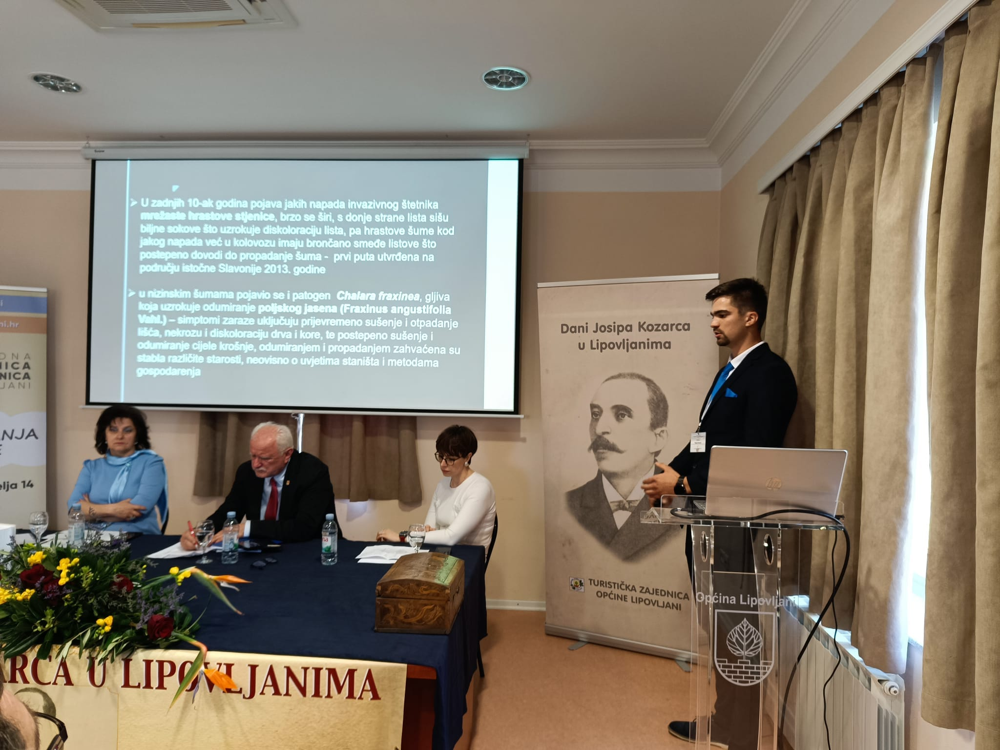 U zadnjih 10-ak godina pojava jakih napada invazivnog štetnika
mrežaste hrastove stjenice, brzo se širi, s donje strane lista sišu
biljne sokove što uzrokuje diskoloraciju lista, pa hrastove šume kod
jakog napada već u kolovozu imaju brončano smeđe listove što
postepeno dovodi do propadanje šuma - prvi puta utvrđena na
području istočne Slavonije 2013. godine
u nizinskim šumama pojavio se i patogen Chalara fraxinea, gljiva
koja uzrokuje odumiranje poljskog jasena (Fraxinus angustifolia
Vahl.) – simptomi zaraze uključuju prijevremeno sušenje i otpadanje
lišća, nekrozu i diskoloraciju drva i kore, te postepeno sušenje i
odumiranje cijele krošnje, odumiranjem i propadanjem zahvaćena su
stabla različite starosti, neovisno o uvjetima staništa i metodama
gospodarenja
ni.hr
DNA
NICA
NICA
JANI
ANJA
E
elja 14
Dani Josipa Kozarca
u Lipovljanima
TURISTIČKA ZAJEDNICA
OPĆINE LIPOVLJANI
hp
Općina Lipovljani
ARCA U LIPOVLJANIMA